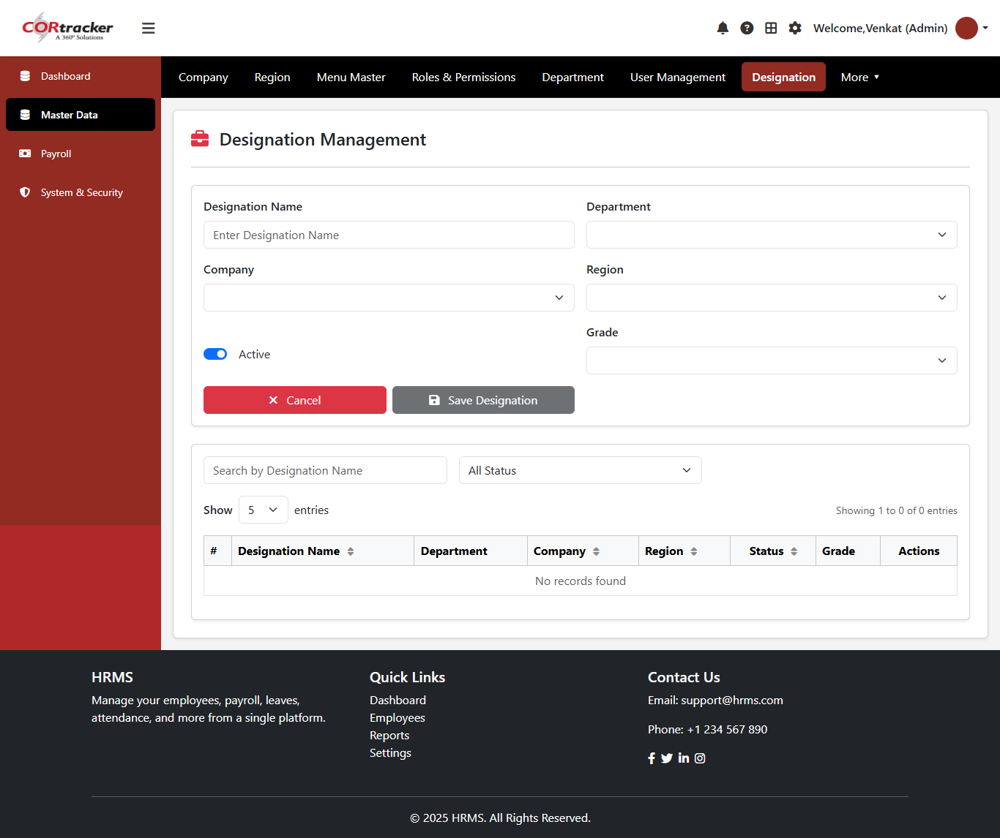 CORtracker
A 360° Solutions
Welcome,Venkat (Admin)
Dashboard
Master Data
Payroll
System & Security
Company Region Menu Master Roles & Permissions Department User Management Designation More
Designation Management
Designation Name Department
Enter Designation Name
Company Region
Grade
Active
Cancel Save Designation
Search by Designation Name All Status
Show 5 entries Showing 1 to 0 of 0 entries
# Designation Name Department Company Region Status Grade Actions
No records found
HRMS
Manage your employees, payroll, leaves,
attendance, and more from a single platform.
Quick Links
Dashboard
Employees
Reports
Settings
Contact Us
Email: support@hrms.com
Phone: +1 234 567 890
© 2025 HRMS. All Rights Reserved.